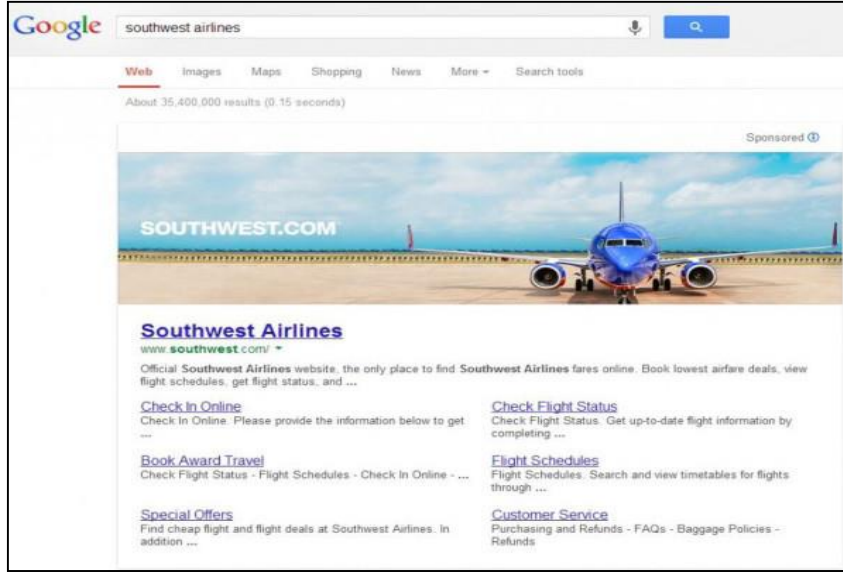 Google southwest airlines
Web Images Maps Shopping News More Search tools
About 35,400,000 results (0.15 seconds)
Sponsored
SOUTHWEST.COM
Southwest Airlines
www.southwest.com/
Official Southwest Airlines website, the only place to find Southwest Airlines fares online. Book lowest airfare deals, view
flight schedules, get flight status, and ...
Check In Online
Check In Online. Please provide the information below to get
...
Check Flight Status
Check Flight Status. Get up-to-date flight information by
completing ...
Book Award Travel
Check Flight Status - Flight Schedules - Check In Online - ...
Flight Schedules
Flight Schedules. Search and view timetables for flights
through ...
Special Offers
Find cheap flight and flight deals at Southwest Airlines. In
addition ...
Customer Service
Purchasing and Refunds - FAQs - Baggage Policies -
Refunds